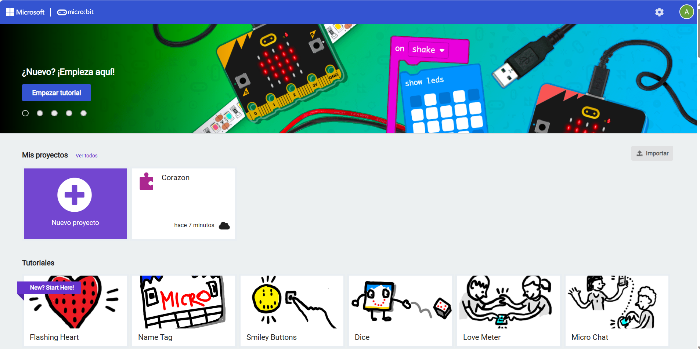 Microsoft | micro:bit
A
¿Nuevo? ¡Empieza aquí!
Empezar tutorial
on shake
show leds
Mis proyectos Ver todos
Importar
Nuevo proyecto
Corazon
hace 7 minutos
Tutoriales
New? Start Here!
MICRO
Flashing Heart
Name Tag
Smiley Buttons
Dice
Love Meter
Micro Chat